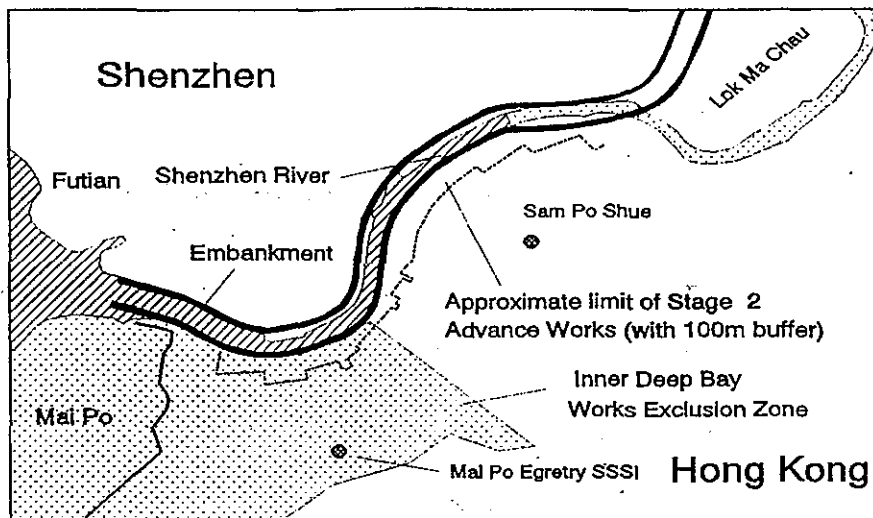 Shenzhen
Lok Ma Chau
Futian
Shenzhen River
Sam Po Shue
Embankment
Approximate limit of Stage 2
Advance Works (with 100m buffer)
Inner Deep Bay
Works Exclusion Zone
Mai Po
Mai Po Egretry SSSI
Hong Kong